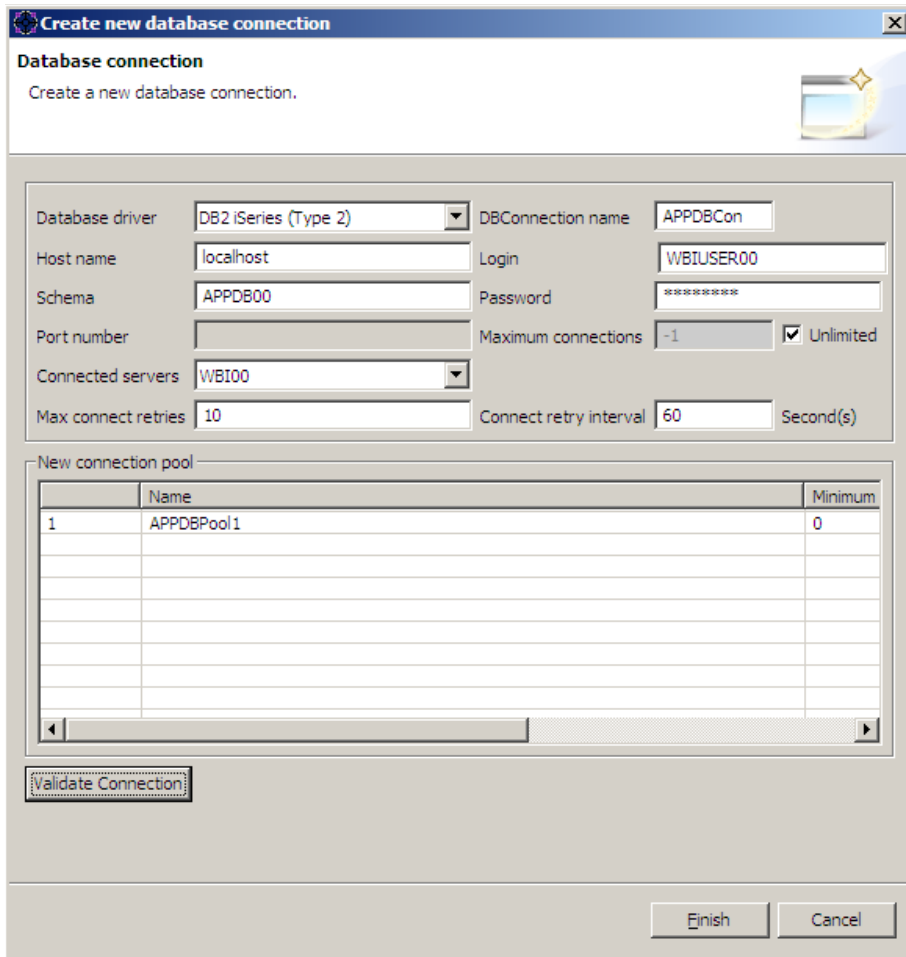 Create new database connection
Database connection
Create a new database connection.
Database driver DB2 iSeries (Type 2) DBConnection name APPDBCon
Host name localhost Login WBIUSER00
Schema APPDB00 Password ********
Port number Maximum connections -1 Unlimited
Connected servers WBI00
Max connect retries 10 Connect retry interval 60 Second(s)
New connection pool
Name Minimum
1 APPDBPool1 0
Validate Connection
Finish Cancel